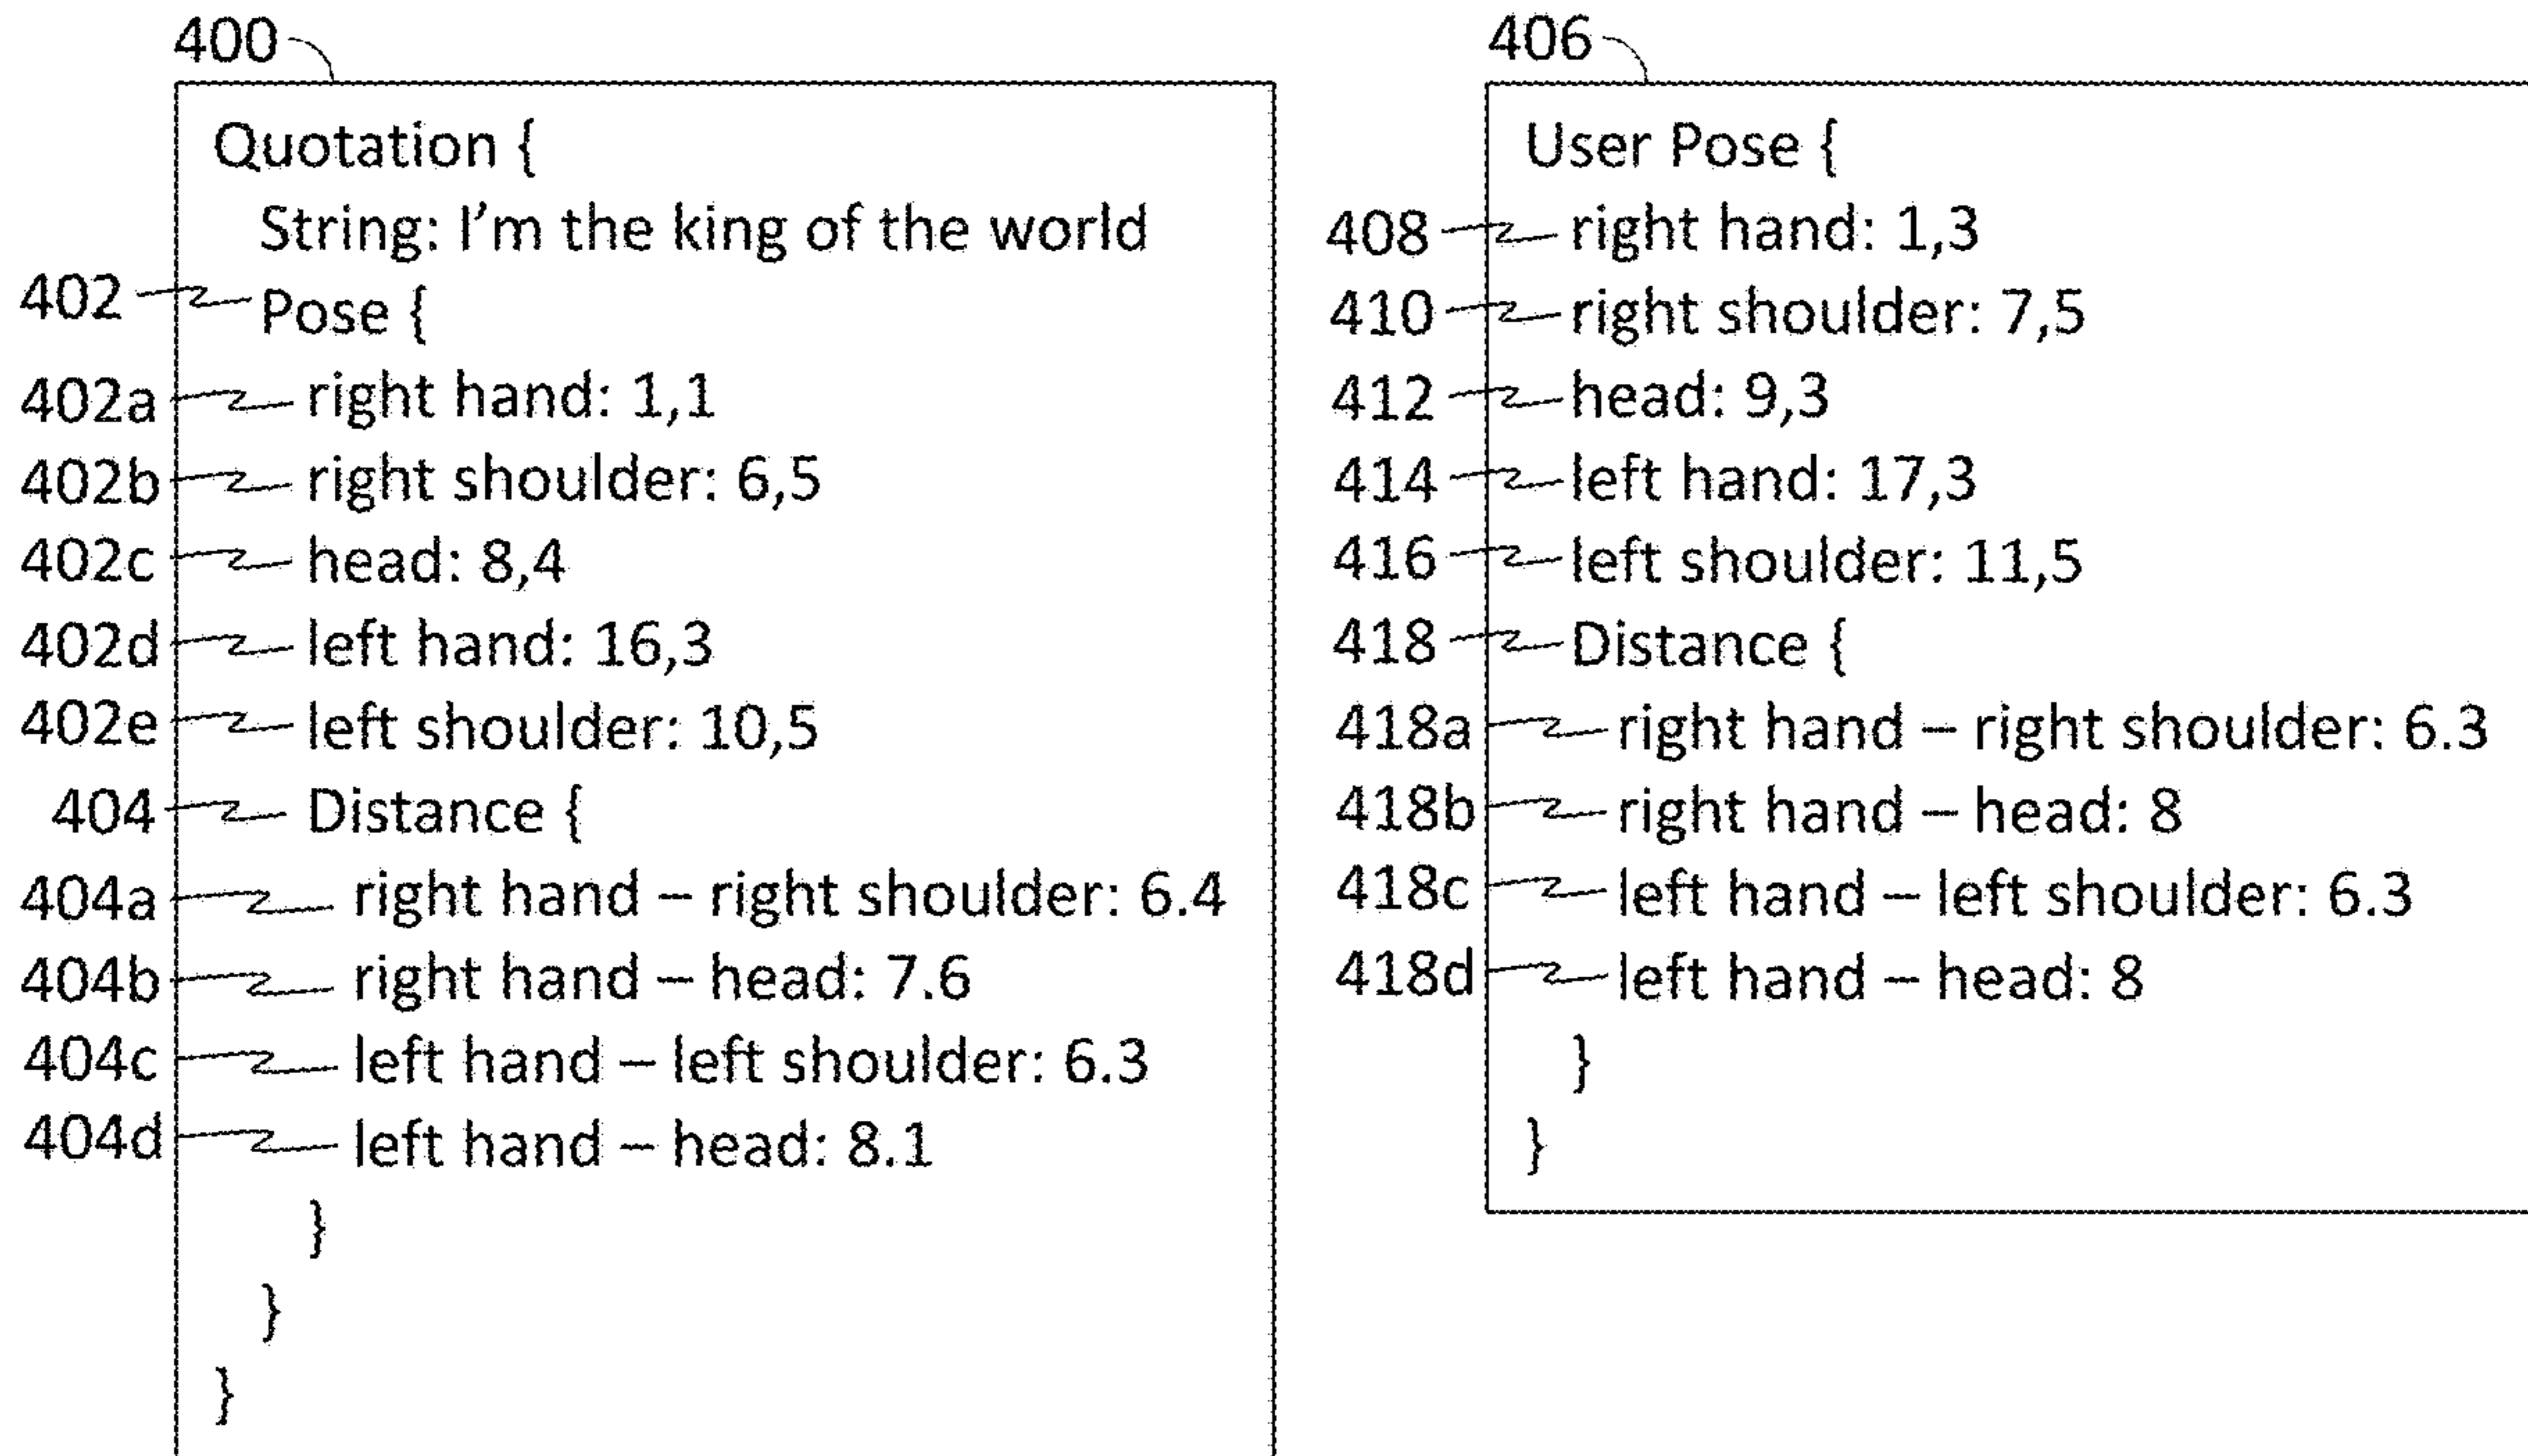 400
Quotation {
String: I'm the king of the world
402 Pose {
402a right hand: 1,1
402b right shoulder: 6,5
402c head: 8,4
402d left hand: 16,3
402e left shoulder: 10,5
404 Distance {
404a right hand – right shoulder: 6.4
404b right hand – head: 7.6
404c left hand – left shoulder: 6.3
404d left hand – head: 8.1
}
}
}
406
User Pose {
408 right hand: 1,3
410 right shoulder: 7,5
412 head: 9,3
414 left hand: 17,3
416 left shoulder: 11,5
418 Distance {
418a right hand – right shoulder: 6.3
418b right hand – head: 8
418c left hand – left shoulder: 6.3
418d left hand – head: 8
}
}